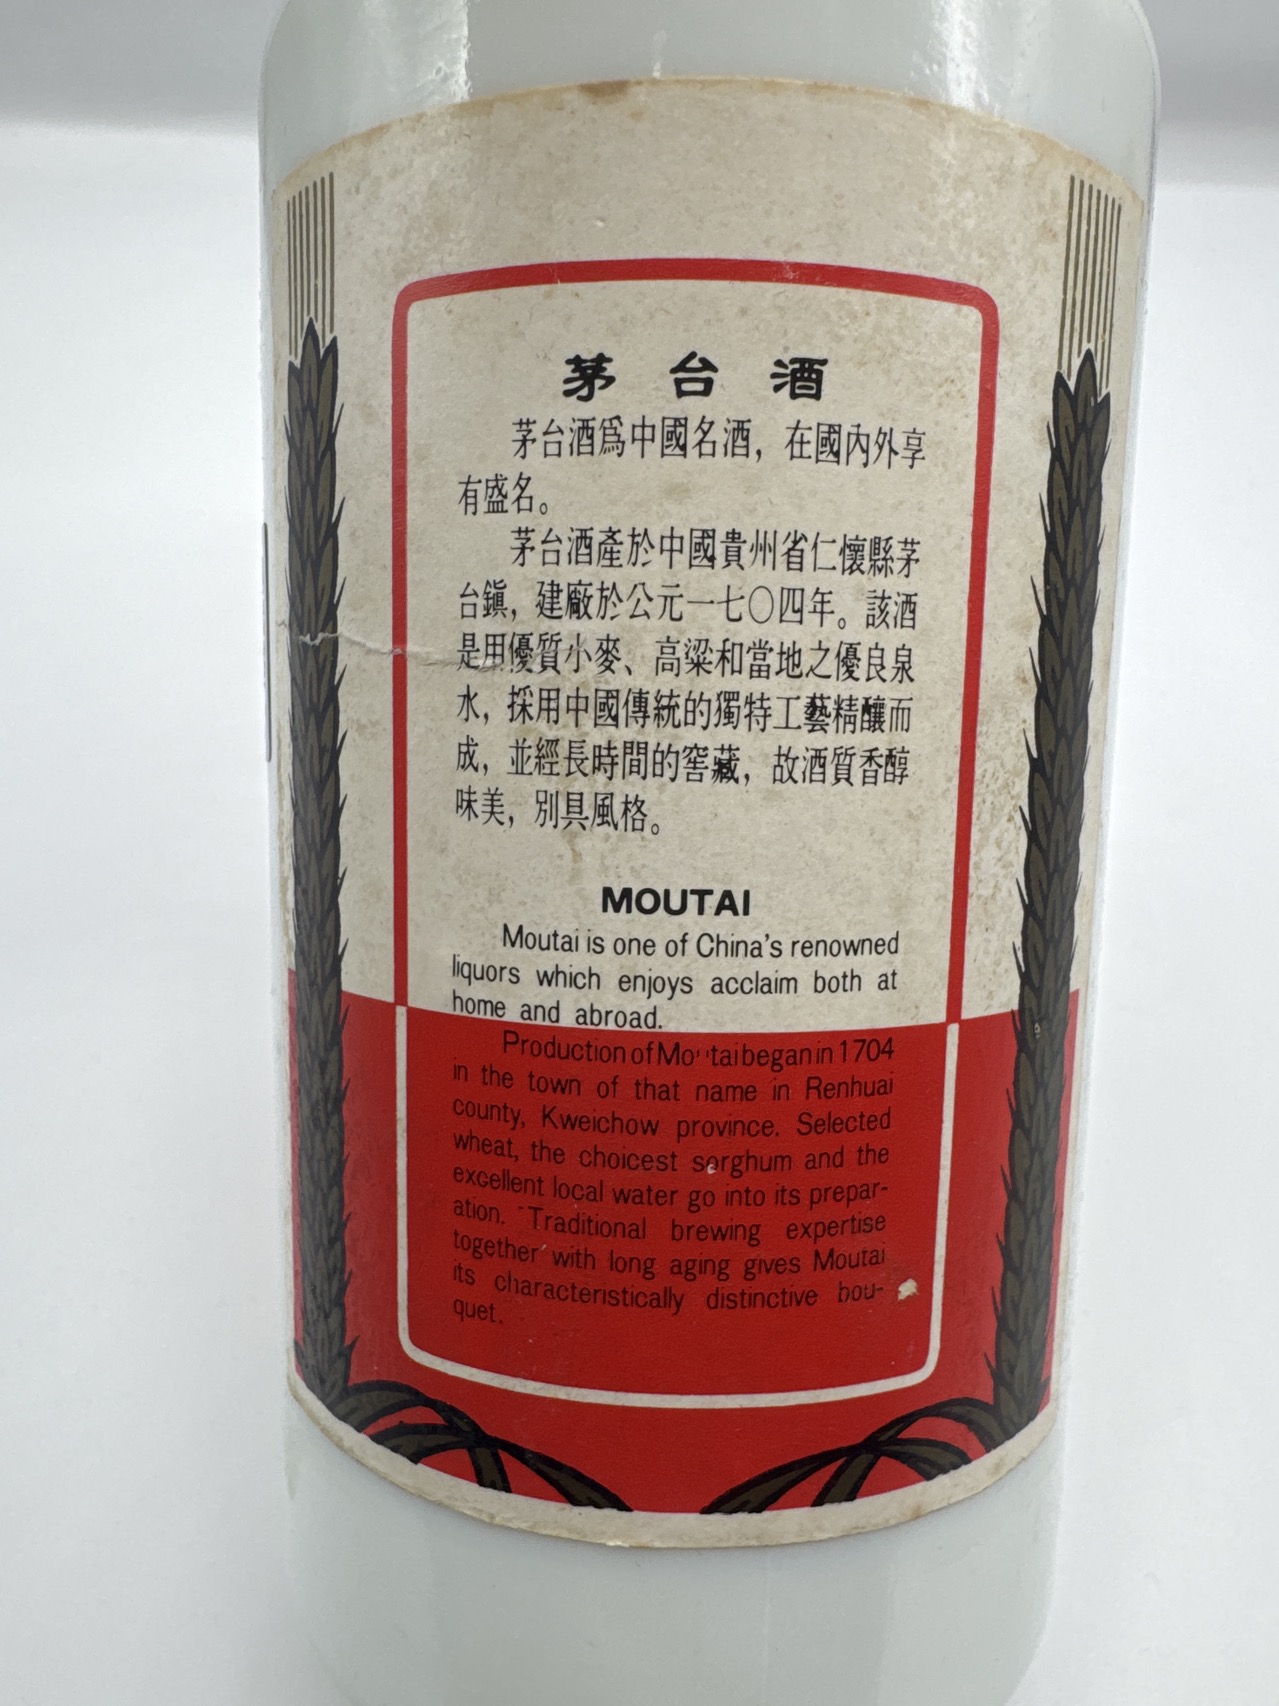 茅台酒
茅台酒爲中國名酒，在國內外享
有盛名。
茅台酒產於中國貴州省仁懷縣茅
台鎭，建廠於公元一七〇四年。該酒
是用優質小麥、高粱和當地之優良泉
水，採用中國傳統的獨特工藝精釀而
成，並經長時間的窖藏，故酒質香醇
味美，別具風格。
MOUTAI
Moutai is one of China's renowned
liquors which enjoys acclaim both at
home and abroad.
Production of Moutai began in 1704
in the town of that name in Renhuai
county, Kweichow province. Selected
wheat, the choicest sorghum and the
excellent local water go into its prepar-
ation. Traditional brewing expertise
together with long aging gives Moutai
its characteristically distinctive bou-
quet.